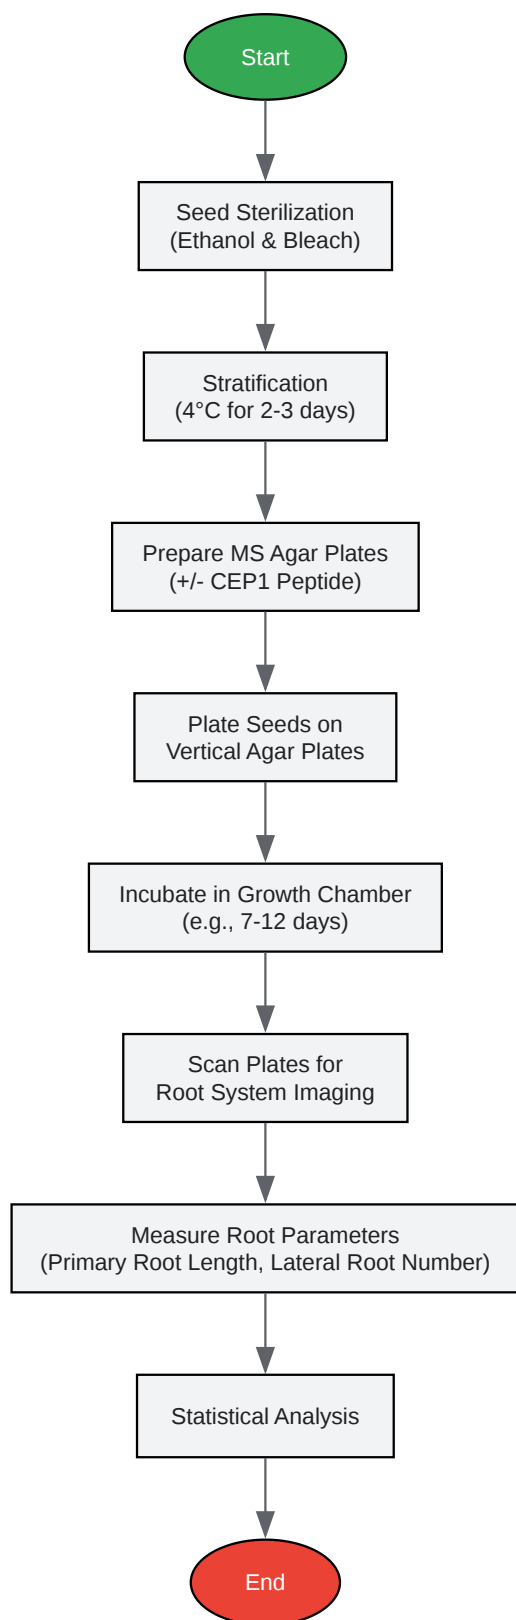 Start
Seed Sterilization
(Ethanol & Bleach)
Stratification
(4°C for 2-3 days)
Prepare MS Agar Plates
(+/- CEP1 Peptide)
Plate Seeds on
Vertical Agar Plates
Incubate in Growth Chamber
(e.g., 7-12 days)
Scan Plates for
Root System Imaging
Measure Root Parameters
(Primary Root Length, Lateral Root Number)
Statistical Analysis
End